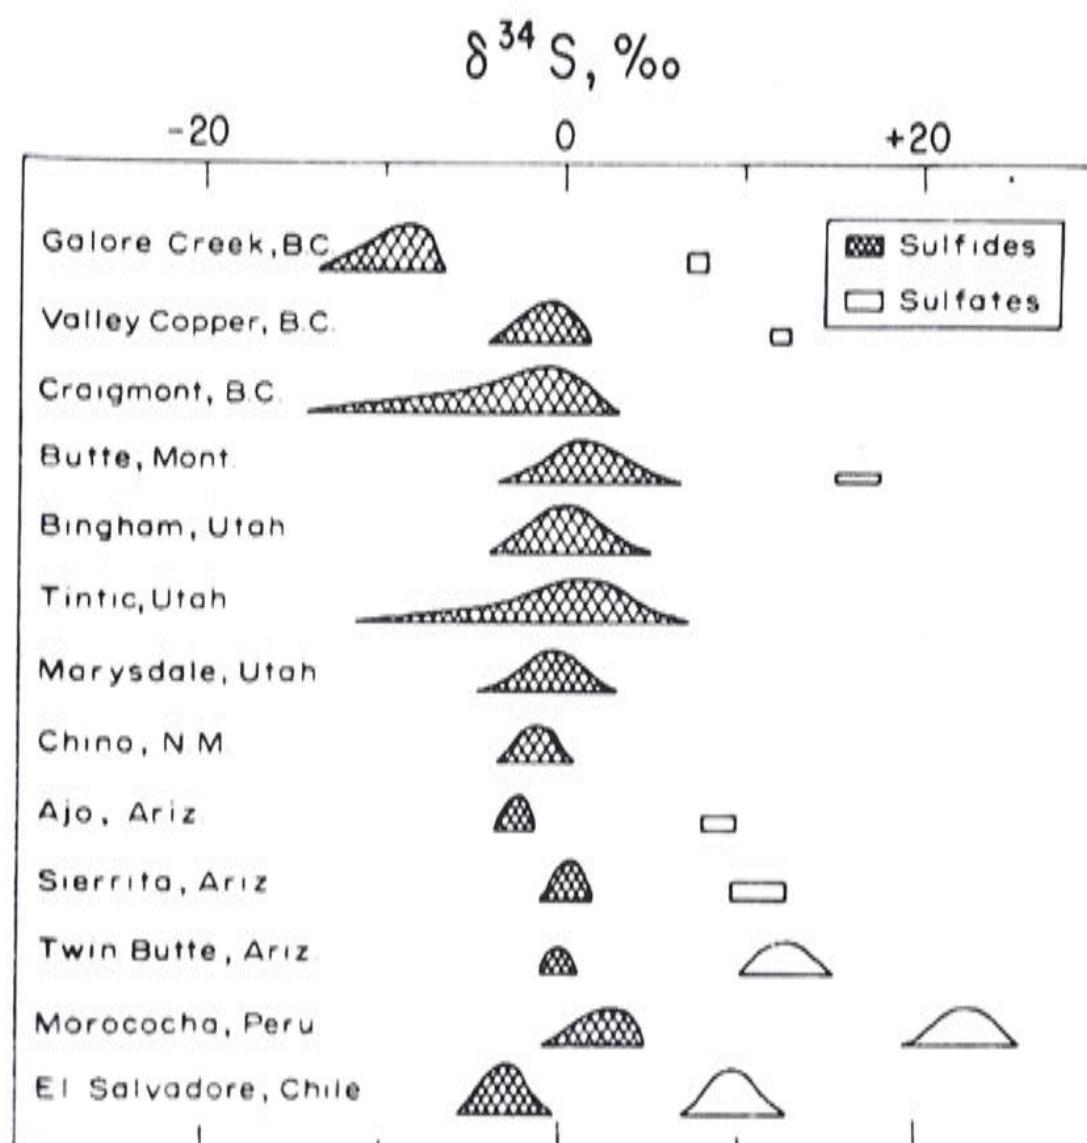 δ³⁴S, ‰
-20 0 +20
Galore Creek, B.C.
Sulfides
Sulfates
Valley Copper, B.C.
Craigmont, B.C.
Butte, Mont.
Bingham, Utah
Tintic, Utah
Marysdale, Utah
Chino, N.M.
Ajo, Ariz.
Sierrita, Ariz
Twin Butte, Ariz.
Morococha, Peru
El Salvadore, Chile